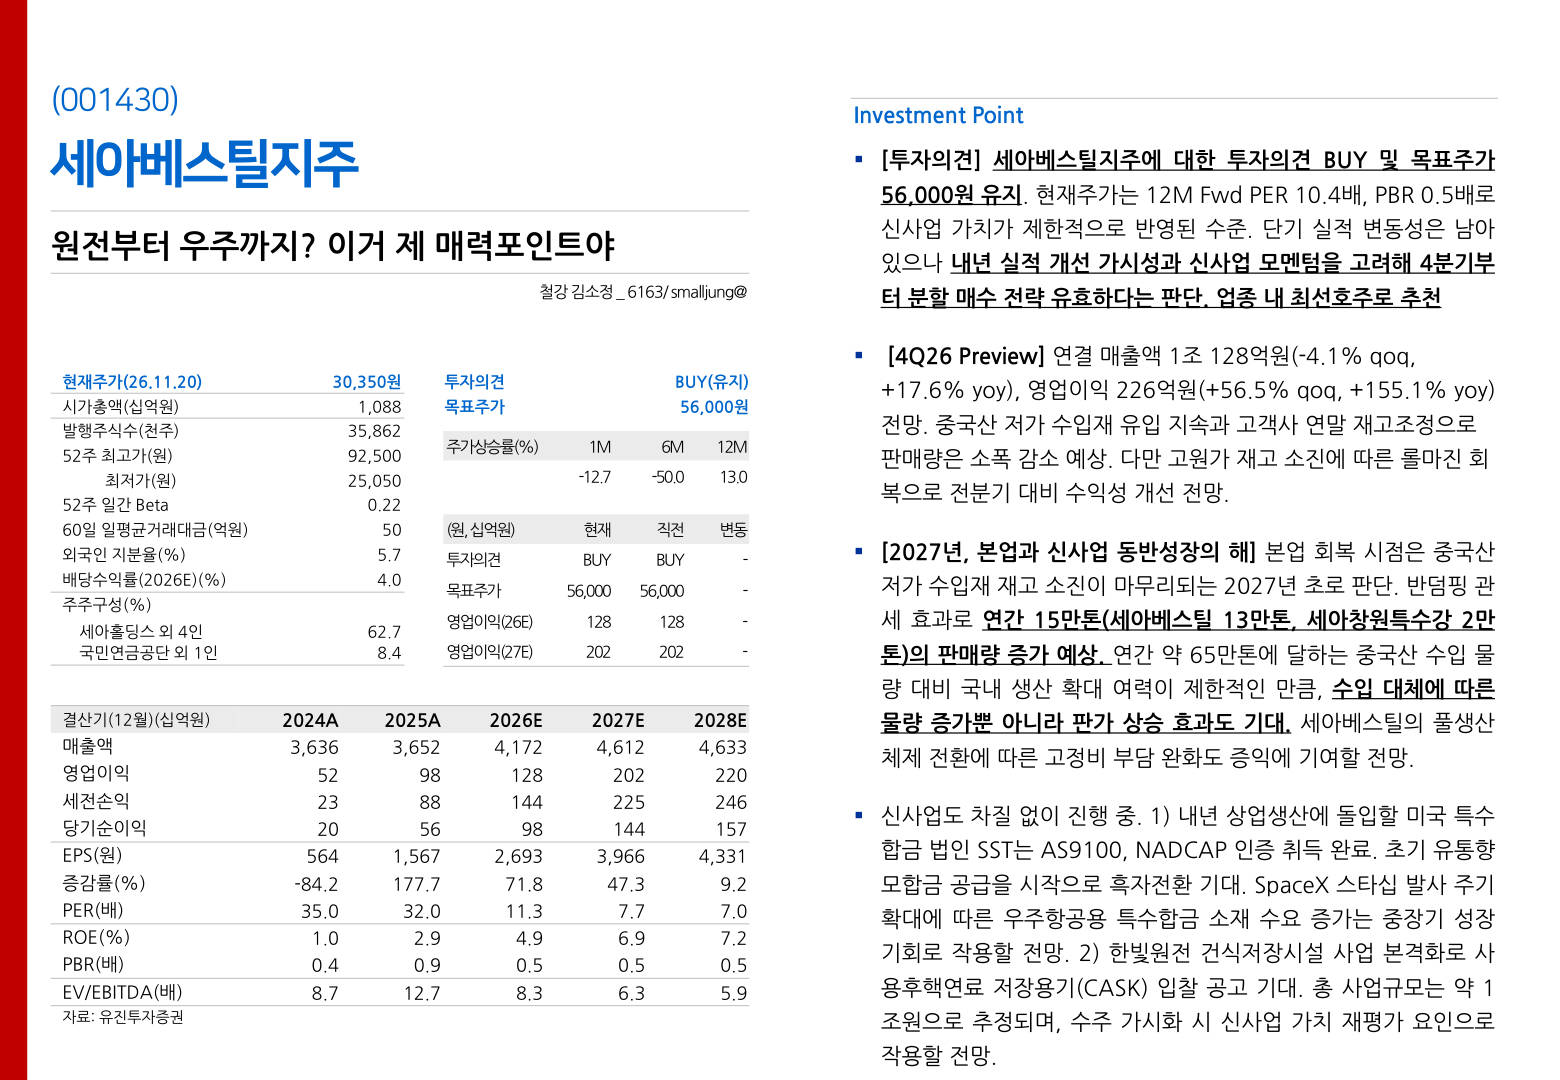 (001430)
세아베스틸지주
원전부터 우주까지? 이거 제 매력포인트야
철강 김소정 _ 6163/ smalljung@
현재주가(26.11.20) 30,350원
시가총액(십억원) 1,088
발행주식수(천주) 35,862
52주 최고가(원) 92,500
최저가(원) 25,050
52주 일간 Beta 0.22
60일 일평균거래대금(억원) 50
외국인 지분율(%) 5.7
배당수익률(2026E)(%) 4.0
주주구성(%)
세아홀딩스 외 4인 62.7
국민연금공단 외 1인 8.4
투자의견 BUY(유지)
목표주가 56,000원
주가상승률(%) 1M 6M 12M
-12.7 -50.0 13.0
(원, 십억원) 현재 직전 변동
투자의견 BUY BUY -
목표주가 56,000 56,000 -
영업이익(26E) 128 128 -
영업이익(27E) 202 202 -
결산기(12월)(십억원) 2024A 2025A 2026E 2027E 2028E
매출액 3,636 3,652 4,172 4,612 4,633
영업이익 52 98 128 202 220
세전손익 23 88 144 225 246
당기순이익 20 56 98 144 157
EPS(원) 564 1,567 2,693 3,966 4,331
증감률(%) -84.2 177.7 71.8 47.3 9.2
PER(배) 35.0 32.0 11.3 7.7 7.0
ROE(%) 1.0 2.9 4.9 6.9 7.2
PBR(배) 0.4 0.9 0.5 0.5 0.5
EV/EBITDA(배) 8.7 12.7 8.3 6.3 5.9
자료: 유진투자증권
Investment Point
▪ [투자의견] 세아베스틸지주에 대한 투자의견 BUY 및 목표주가
56,000원 유지. 현재주가는 12M Fwd PER 10.4배, PBR 0.5배로
신사업 가치가 제한적으로 반영된 수준. 단기 실적 변동성은 남아
있으나 내년 실적 개선 가시성과 신사업 모멘텀을 고려해 4분기부
터 분할 매수 전략 유효하다는 판단. 업종 내 최선호주로 추천
▪ [4Q26 Preview] 연결 매출액 1조 128억원(-4.1% qoq,
+17.6% yoy), 영업이익 226억원(+56.5% qoq, +155.1% yoy)
전망. 중국산 저가 수입재 유입 지속과 고객사 연말 재고조정으로
판매량은 소폭 감소 예상. 다만 고원가 재고 소진에 따른 롤마진 회
복으로 전분기 대비 수익성 개선 전망.
▪ [2027년, 본업과 신사업 동반성장의 해] 본업 회복 시점은 중국산
저가 수입재 재고 소진이 마무리되는 2027년 초로 판단. 반덤핑 관
세 효과로 연간 15만톤(세아베스틸 13만톤, 세아창원특수강 2만
톤)의 판매량 증가 예상. 연간 약 65만톤에 달하는 중국산 수입 물
량 대비 국내 생산 확대 여력이 제한적인 만큼, 수입 대체에 따른
물량 증가뿐 아니라 판가 상승 효과도 기대. 세아베스틸의 풀생산
체제 전환에 따른 고정비 부담 완화도 증익에 기여할 전망.
▪ 신사업도 차질 없이 진행 중. 1) 내년 상업생산에 돌입할 미국 특수
합금 법인 SST는 AS9100, NADCAP 인증 취득 완료. 초기 유통향
모합금 공급을 시작으로 흑자전환 기대. SpaceX 스타십 발사 주기
확대에 따른 우주항공용 특수합금 소재 수요 증가는 중장기 성장
기회로 작용할 전망. 2) 한빛원전 건식저장시설 사업 본격화로 사
용후핵연료 저장용기(CASK) 입찰 공고 기대. 총 사업규모는 약 1
조원으로 추정되며, 수주 가시화 시 신사업 가치 재평가 요인으로
작용할 전망.